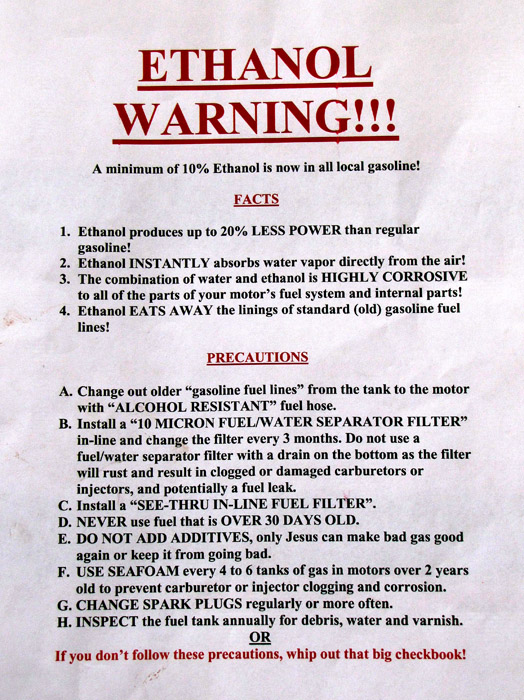 ETHANOL
WARNING!!!
A minimum of 10% Ethanol is now in all local gasoline!
FACTS
1. Ethanol produces up to 20% LESS POWER than regular
gasoline!
2. Ethanol INSTANTLY absorbs water vapor directly from the air!
3. The combination of water and ethanol is HIGHLY CORROSIVE
to all of the parts of your motor's fuel system and internal parts!
4. Ethanol EATS AWAY the linings of standard (old) gasoline fuel
lines!
PRECAUTIONS
A. Change out older “gasoline fuel lines” from the tank to the motor
with “ALCOHOL RESISTANT” fuel hose.
B. Install a “10 MICRON FUEL/WATER SEPARATOR FILTER”
in-line and change the filter every 3 months. Do not use a
fuel/water separator filter with a drain on the bottom as the filter
will rust and result in clogged or damaged carburetors or
injectors, and potentially a fuel leak.
C. Install a “SEE-THRU IN-LINE FUEL FILTER”.
D. NEVER use fuel that is OVER 30 DAYS OLD.
E. DO NOT ADD ADDITIVES, only Jesus can make bad gas good
again or keep it from going bad.
F. USE SEAFOAM every 4 to 6 tanks of gas in motors over 2 years
old to prevent carburetor or injector clogging and corrosion.
G. CHANGE SPARK PLUGS regularly or more often.
H. INSPECT the fuel tank annually for debris, water and varnish.
OR
If you don't follow these precautions, whip out that big checkbook!